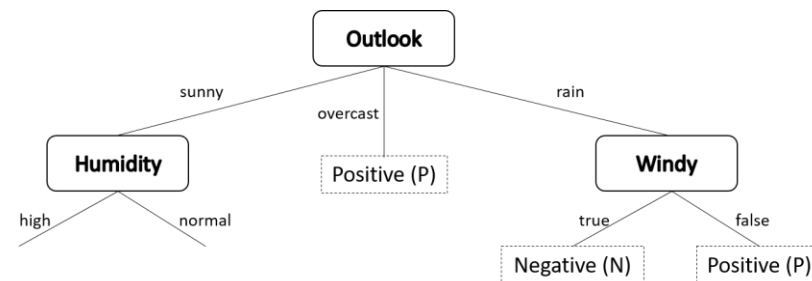 Outlook
sunny
overcast
rain
Humidity
Positive (P)
Windy
high
normal
true
false
Negative (N)
Positive (P)